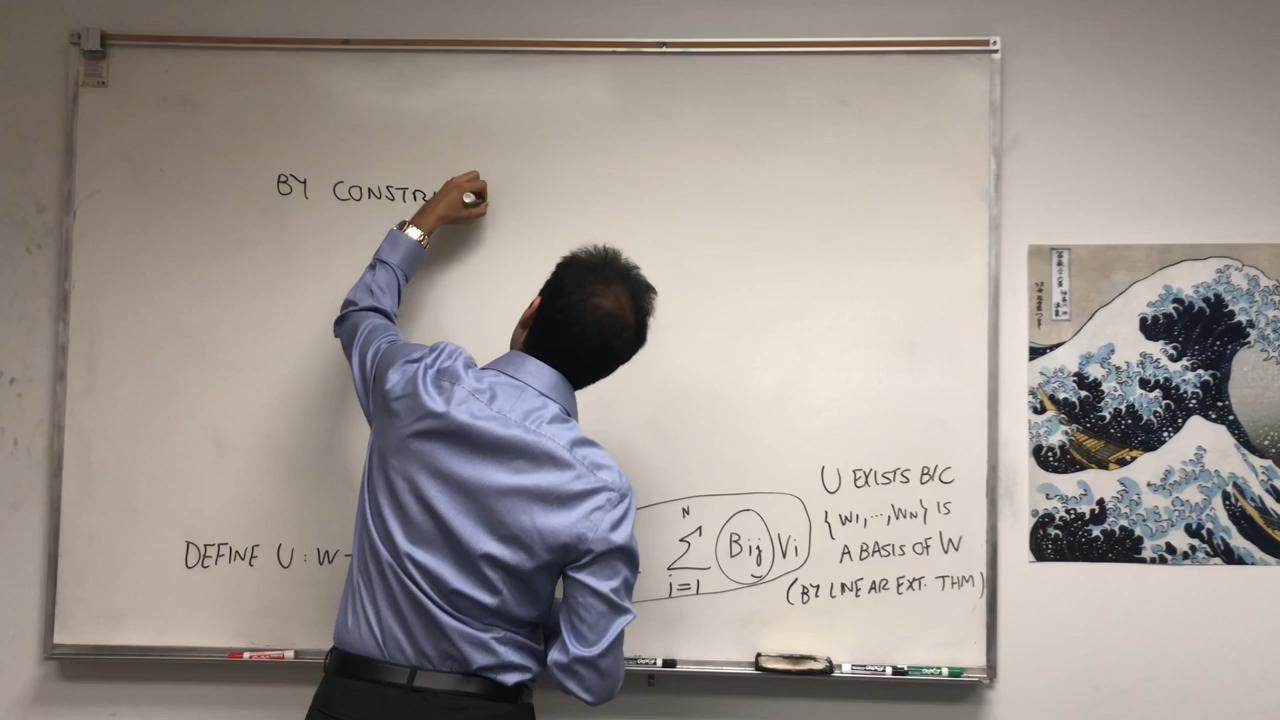 BY CONSTR
DEFINE U : W
N
Σ Bij Vi
i=1
U EXISTS B/C
{W1,...,WN} IS
A BASIS OF W
(BY LINEAR EXT. THM)